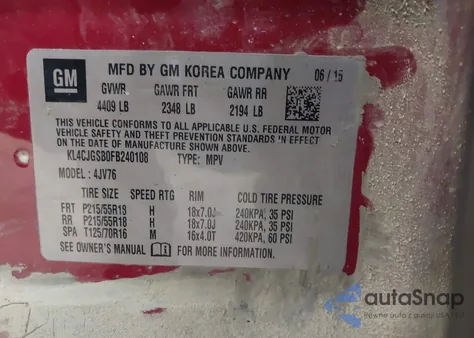 GM
MFD BY GM KOREA COMPANY 06 / 15
GVWR GAWR FRT GAWR RR
4409 LB 2348 LB 2194 LB
THIS VEHICLE CONFORMS TO ALL APPLICABLE U.S. FEDERAL MOTOR
VEHICLE SAFETY AND THEFT PREVENTION STANDARDS IN EFFECT
ON THE DATE OF MANUFACTURE SHOWN ABOVE.
KL4CJGSB0FB240108 TYPE: MPV
MODEL : 4JV76
TIRE SIZE SPEED RTG RIM COLD TIRE PRESSURE
FRT P215/55R18 H 18x7.0J 240KPA, 35 PSI
RR P215/55R18 H 18x7.0J 240KPA, 35 PSI
SPA T125/70R16 M 16x4.0T 420KPA, 60 PSI
SEE OWNER'S MANUAL FOR MORE INFORMATION.
autaSnap